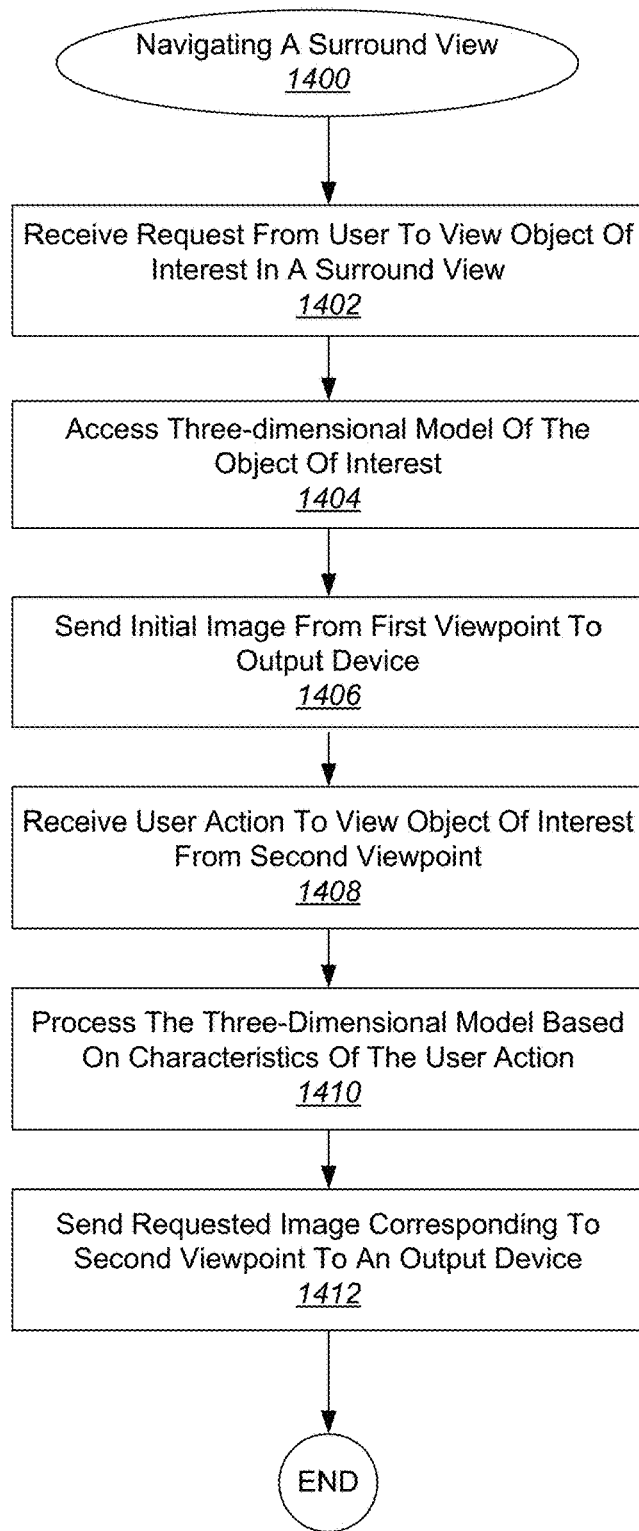 Navigating A Surround View
1400
Receive Request From User To View Object Of
Interest In A Surround View
1402
Access Three-dimensional Model Of The
Object Of Interest
1404
Send Initial Image From First Viewpoint To
Output Device
1406
Receive User Action To View Object Of Interest
From Second Viewpoint
1408
Process The Three-Dimensional Model Based
On Characteristics Of The User Action
1410
Send Requested Image Corresponding To
Second Viewpoint To An Output Device
1412
END